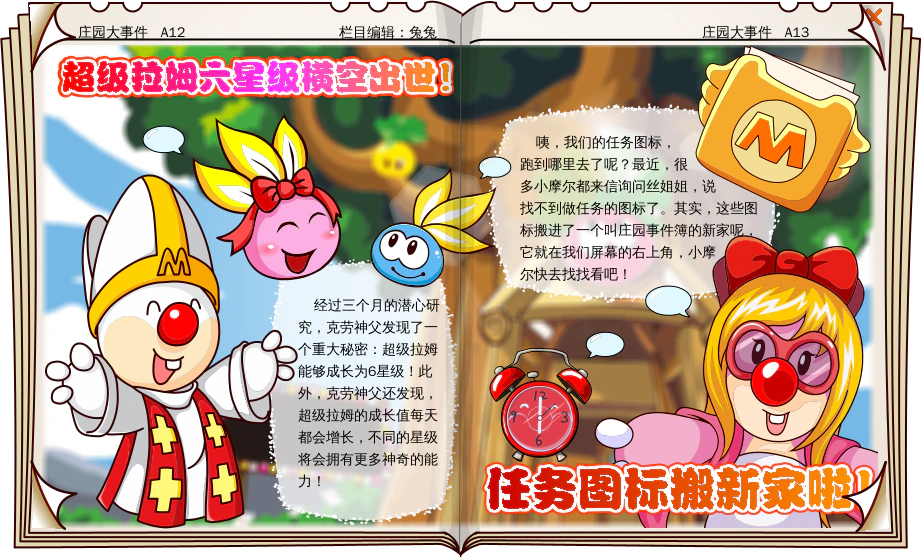 庄园大事件 A12
栏目编辑：兔兔
超级拉姆六星级横空出世！
经过三个月的潜心研
究，克劳神父发现了一
个重大秘密：超级拉姆
能够成长为6星级！此
外，克劳神父还发现，
超级拉姆的成长值每天
都会增长，不同的星级
将会拥有更多神奇的能
力！
M
庄园大事件 A13
咦，我们的任务图标，
跑到哪里去了呢？最近，很
多小摩尔都来信询问丝姐姐，说
找不到做任务的图标了。其实，这些图
标搬进了一个叫庄园事件簿的新家呢，
它就在我们屏幕的右上角，小摩
尔快去找找看吧！
M
12
9 3
6
任务图标搬新家啦！